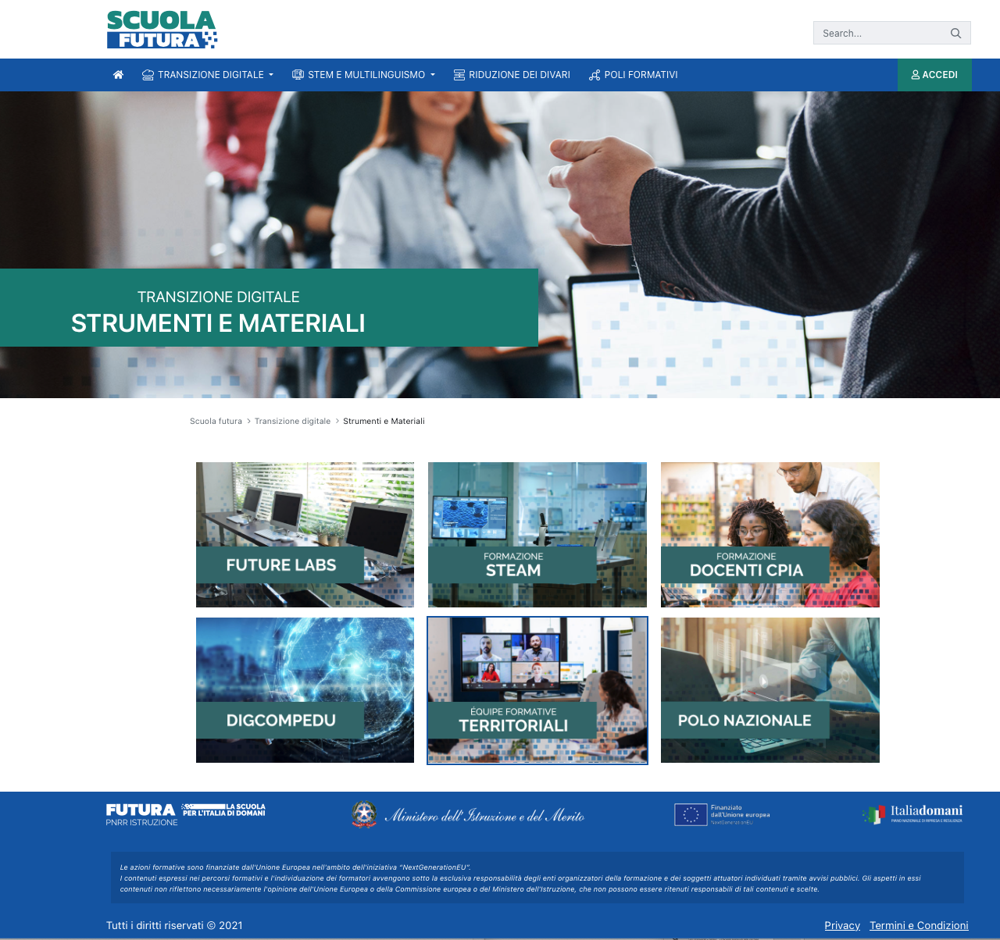 SCUOLA
FUTURA
Search...
TRANSIZIONE DIGITALE
STEM E MULTILINGUISMO
RIDUZIONE DEI DIVARI
POLI FORMATIVI
ACCEDI
TRANSIZIONE DIGITALE
STRUMENTI E MATERIALI
Scuola futura
Transizione digitale
Strumenti e Materiali
FUTURE LABS
FORMAZIONE
STEAM
FORMAZIONE
DOCENTI CPIA
DIGCOMPEDU
ÉQUIPE FORMATIVE
TERRITORIALI
POLO NAZIONALE
FUTURA
PNRR ISTRUZIONE
LA SCUOLA
PER L'ITALIA DI DOMANI
Ministero dell'Istruzione e del Merito
Finanziato
dall'Unione europea
NextGenerationEU
Italiadomani
PIANO NAZIONALE DI RIPRESA E RESILIENZA
Le azioni formative sono finanziate dall'Unione Europea nell'ambito dell'iniziativa "NextGenerationEU".
I contenuti espressi nei percorsi formativi e l'individuazione dei formatori avvengono sotto la esclusiva responsabilità degli enti organizzatori della formazione e dei soggetti attuatori individuati tramite avvisi pubblici. Gli aspetti in essi
contenuti non riflettono necessariamente l'opinione dell'Unione Europea o della Commissione europea o del Ministero dell'Istruzione, che non possono essere ritenuti responsabili di tali contenuti e scelte.
Tutti i diritti riservati © 2021
Privacy
Termini e Condizioni